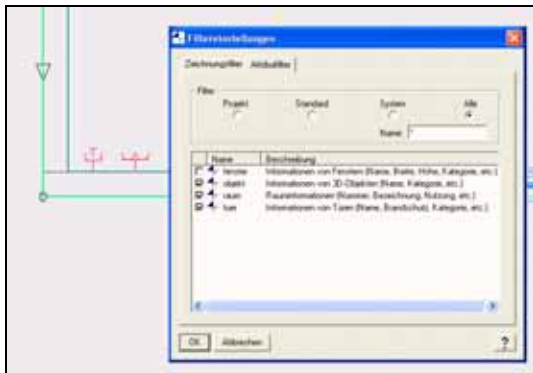 Filtereinstellungen
Zeichnungsfilter Attributfilter
Filter
Projekt Standard System Alle
Name: *
Name Beschreibung
fenster Informationen von Fenstern (Name, Breite, Höhe, Kategorie, etc.)
objekt Informationen von 3D-Objekten (Name, Kategorie, etc.)
raum Rauminformationen (Nummer, Bezeichnung, Nutzung, etc.)
tuer Informationen von Türen (Name, Brandschutz, Kategorie, etc.)
OK Abbrechen ?